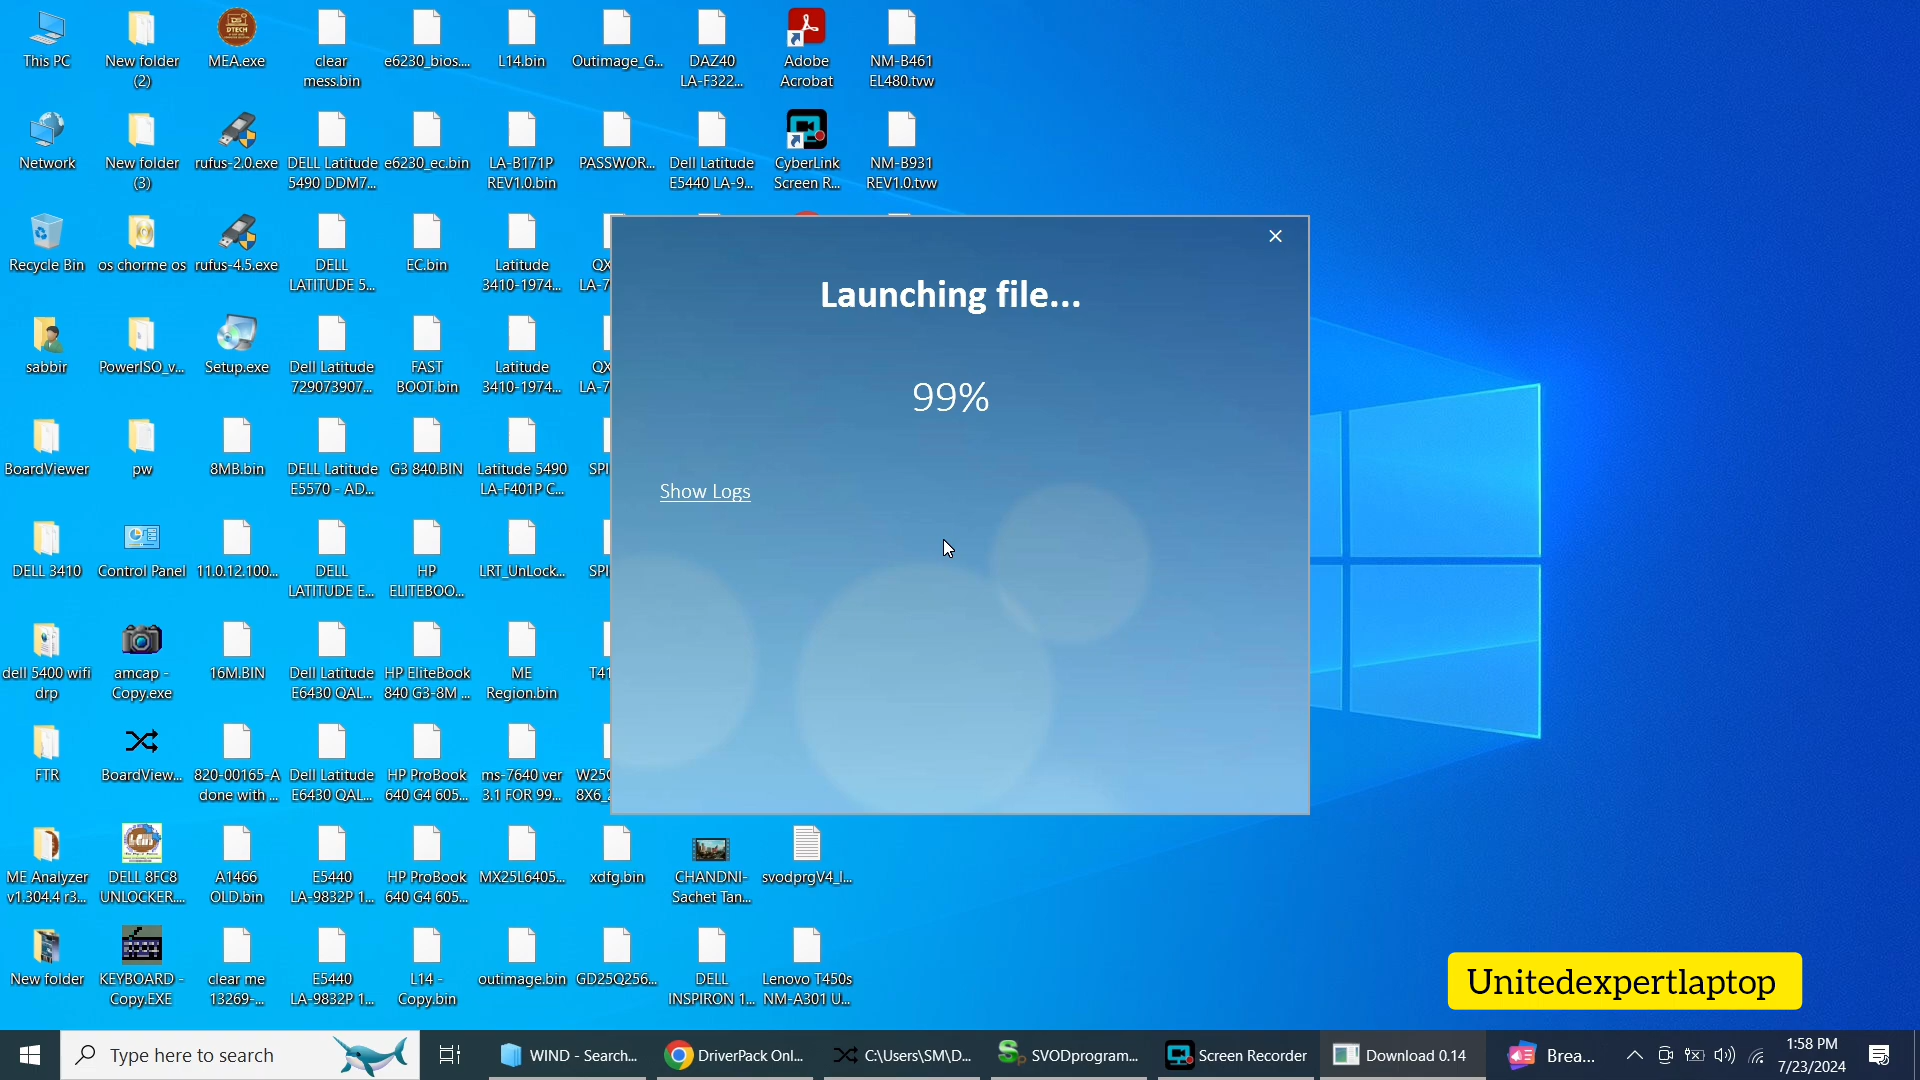 This PC
New folder
(2)
MEA.exe
clear
mess.bin
e6230_bios....
L14.bin
Outimage_G...
DAZ40
LA-F322...
Adobe
Acrobat
NM-B461
EL480.tvw
Network
New folder
(3)
rufus-2.0.exe
DELL Latitude
5490 DDM7...
e6230_ec.bin
LA-B171P
REV1.0.bin
PASSWOR...
Dell Latitude
E5440 LA-9...
CyberLink
Screen R...
NM-B931
REV1.0.tvw
Recycle Bin
os chorme os
rufus-4.5.exe
DELL
LATITUDE 5...
EC.bin
Latitude
3410-1974...
QX
LA-7
sabbir
PowerISO_v...
Setup.exe
Dell Latitude
729073907...
FAST
BOOT.bin
Latitude
3410-1974...
QX
LA-7
BoardViewer
pw
8MB.bin
DELL Latitude
E5570 - AD...
G3 840.BIN
Latitude 5490
LA-F401P C...
SPI
DELL 3410
Control Panel
11.0.12.100...
DELL
LATITUDE E...
HP
ELITEBOO...
LRT_UnLock...
SPI
dell 5400 wifi
drp
amcap -
Copy.exe
16M.BIN
Dell Latitude
E6430 QAL...
HP EliteBook
840 G3-8M ...
ME
Region.bin
T41
FTR
BoardView...
820-00165-A
done with ...
Dell Latitude
E6430 QAL...
HP ProBook
640 G4 605...
ms-7640 ver
3.1 FOR 99...
W25Q
8X6_2
ME Analyzer
v1.304.4 r3...
DELL 8FC8
UNLOCKER....
A1466
OLD.bin
E5440
LA-9832P 1...
HP ProBook
640 G4 605...
MX25L6405...
xdfg.bin
CHANDNI-
Sachet Tan...
svodprgV4_l...
New folder
KEYBOARD -
Copy.EXE
clear me
13269-...
E5440
LA-9832P 1...
L14 -
Copy.bin
outimage.bin
GD25Q256...
DELL
INSPIRON 1...
Lenovo T450s
NM-A301 U...
Launching file...
99%
Show Logs
Unitedexpertlaptop
Type here to search
WIND - Search...
DriverPack Onl...
C:\Users\SM\D...
SVODprogram...
Screen Recorder
Download 0.14
Brea...
1:58 PM
7/23/2024